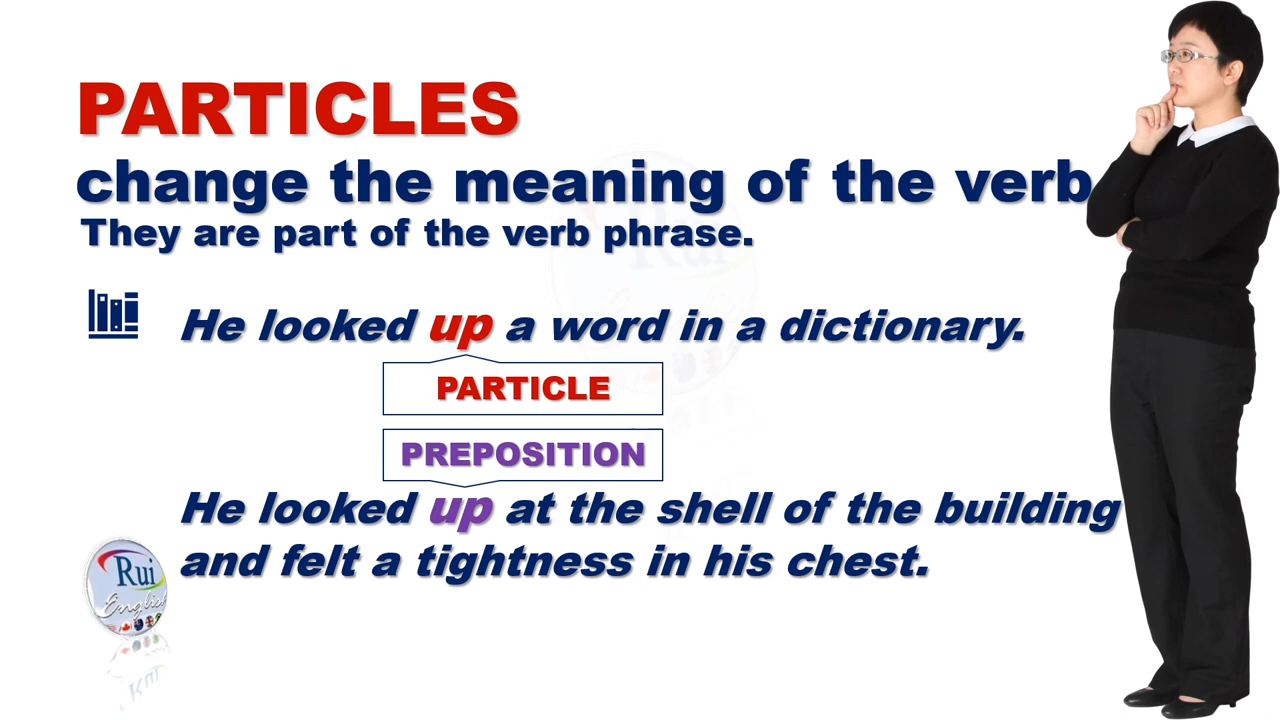 PARTICLES
change the meaning of the verb
They are part of the verb phrase.
He looked up a word in a dictionary.
PARTICLE
PREPOSITION
He looked up at the shell of the building
and felt a tightness in his chest.
Rui
English